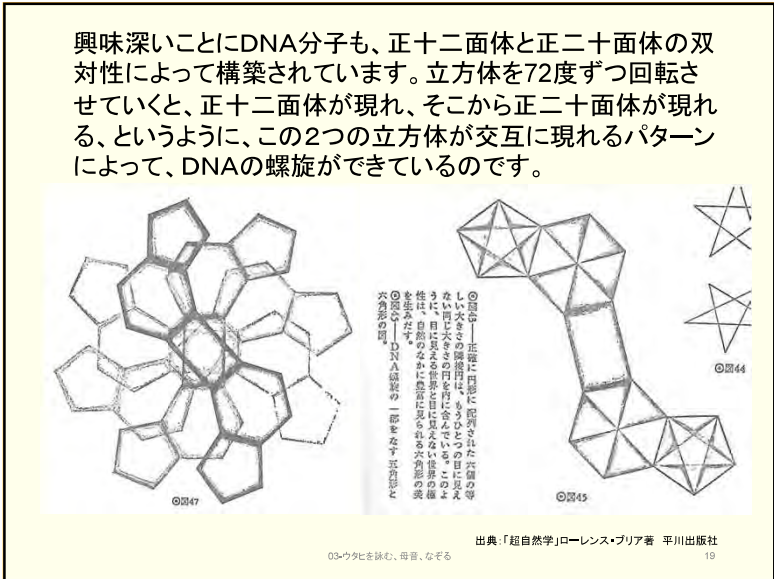 興味深いことにDNA分子も、正十二面体と正二十面体の双
対性によって構築されています。立方体を72度ずつ回転さ
せていくと、正十二面体が現れ、そこから正二十面体が現れ
る、というように、この2つの立方体が交互に現れるパターン
によって、DNAの螺旋ができているのです。
◎図43──正確に円形に配列された六個の等
しい大きさの隣接円は、もうひとつの目に見え
ない同じ大きさの円を内に含んでいる。このよ
うに、目に見える世界と目に見えない世界の極
性は、自然のなかに豊富に見られる六角形の美
を生みだす。
──DNA螺旋の一部をなす五角形と
六角形の図。
◎図44
◎図47
◎図45
出典:「超自然学」ローレンス・ブリア著 平川出版社
03-ウタヒを詠む、母音、なぞる
19